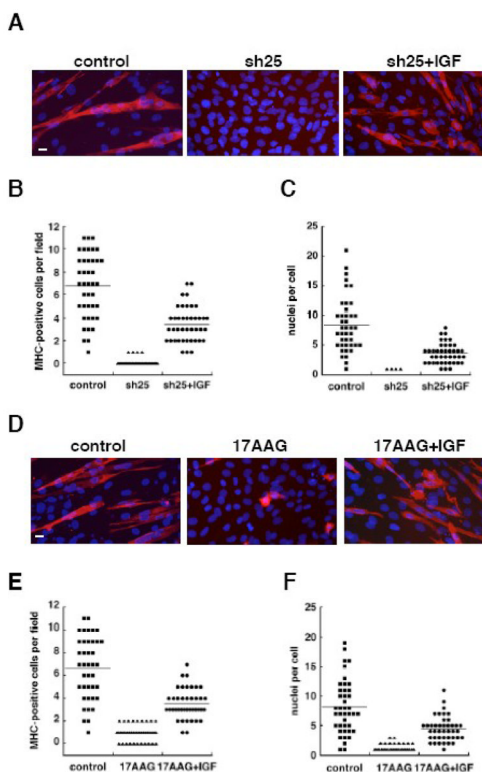 A
control
sh25
sh25+IGF
B
MHC-positive cells per field
12
10
8
6
4
2
0
control
sh25
sh25+IGF
C
nuclei per cell
25
20
15
10
5
0
control
sh25
sh25+IGF
D
control
17AAG
17AAG+IGF
E
MHC-positive cells per field
12
10
8
6
4
2
0
control
17AAG
17AAG+IGF
F
nuclei per cell
25
20
15
10
5
0
control
17AAG
17AAG+IGF